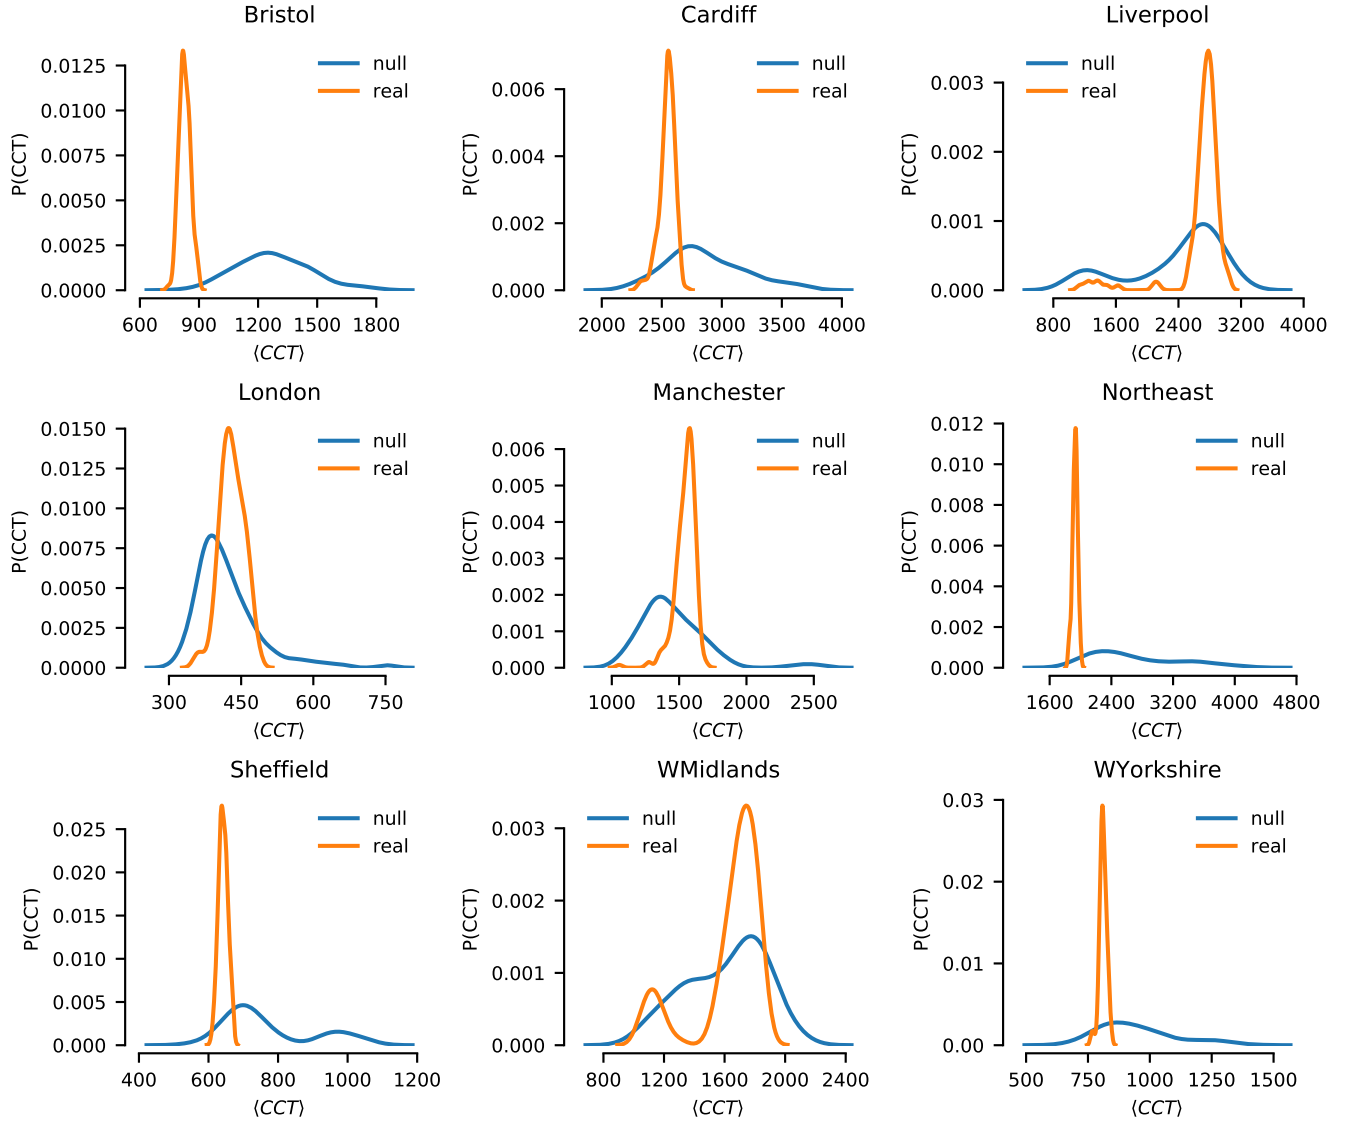 Bristol
0.0125
0.0100
0.0075
0.0050
0.0025
0.0000
P(CCT)
null
real
600 900 1200 1500 1800
⟨CCT⟩
Cardiff
0.006
0.004
0.002
0.000
P(CCT)
null
real
2000 2500 3000 3500 4000
⟨CCT⟩
Liverpool
0.003
0.002
0.001
0.000
P(CCT)
null
real
800 1600 2400 3200 4000
⟨CCT⟩
London
0.0150
0.0125
0.0100
0.0075
0.0050
0.0025
0.0000
P(CCT)
null
real
300 450 600 750
⟨CCT⟩
Manchester
0.006
0.005
0.004
0.003
0.002
0.001
0.000
P(CCT)
null
real
1000 1500 2000 2500
⟨CCT⟩
Northeast
0.012
0.010
0.008
0.006
0.004
0.002
0.000
P(CCT)
null
real
1600 2400 3200 4000 4800
⟨CCT⟩
Sheffield
0.025
0.020
0.015
0.010
0.005
0.000
P(CCT)
null
real
400 600 800 1000 1200
⟨CCT⟩
WMidlands
0.003
0.002
0.001
0.000
P(CCT)
null
real
800 1200 1600 2000 2400
⟨CCT⟩
WYorkshire
0.03
0.02
0.01
0.00
P(CCT)
null
real
500 750 1000 1250 1500
⟨CCT⟩